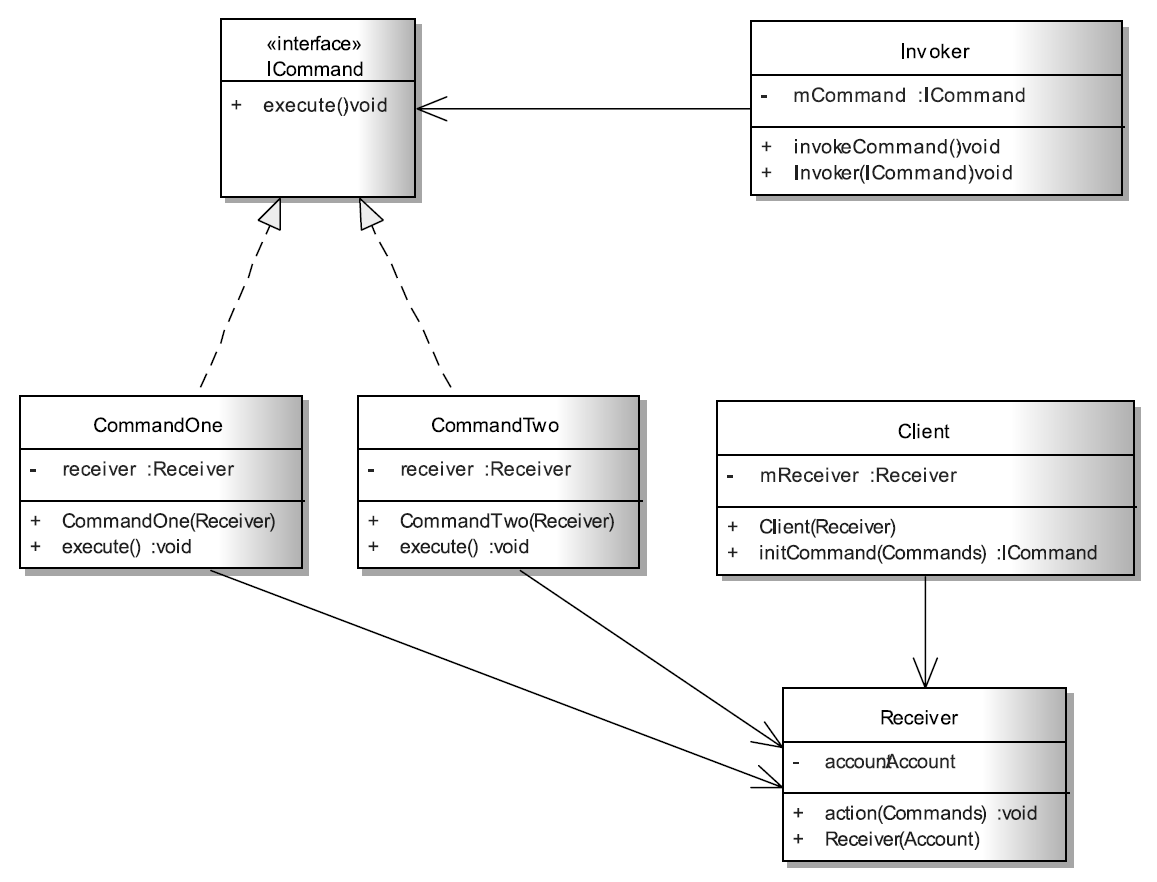 «interface»
ICommand
+ execute()void
Invoker
- mCommand :ICommand
+ invokeCommand()void
+ Invoker(ICommand)void
CommandOne
- receiver :Receiver
+ CommandOne(Receiver)
+ execute() :void
CommandTwo
- receiver :Receiver
+ CommandTwo(Receiver)
+ execute() :void
Client
- mReceiver :Receiver
+ Client(Receiver)
+ initCommand(Commands) :ICommand
Receiver
- account:Account
+ action(Commands) :void
+ Receiver(Account)